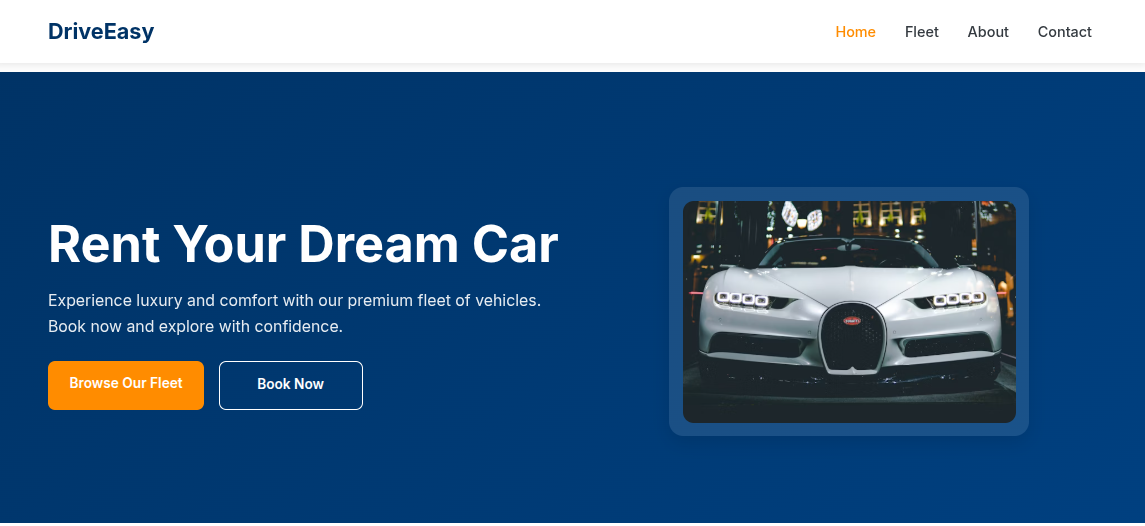 DriveEasy
Home Fleet About Contact
Rent Your Dream Car
Experience luxury and comfort with our premium fleet of vehicles.
Book now and explore with confidence.
Browse Our Fleet
Book Now